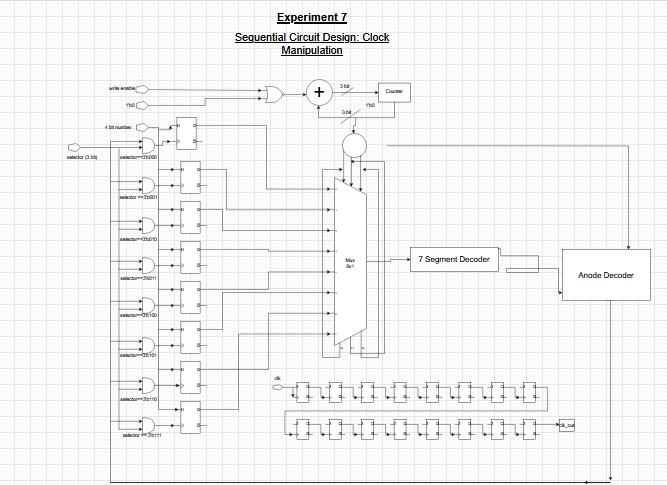 Experiment 7
Sequential Circuit Design: Clock
Manipulation
write enable
1'b0
3 bit
Counter
3 bit
1'b0
4 bit number
selector (3 bit)
selector==3'b000
selector ==3'b001
selector==3'b010
selector==3'b011
selector==3'b100
selector==3'b101
selector==3'b110
selector == 3'b111
Mux
8x1
7 Segment Decoder
Anode Decoder
clk
clk_out